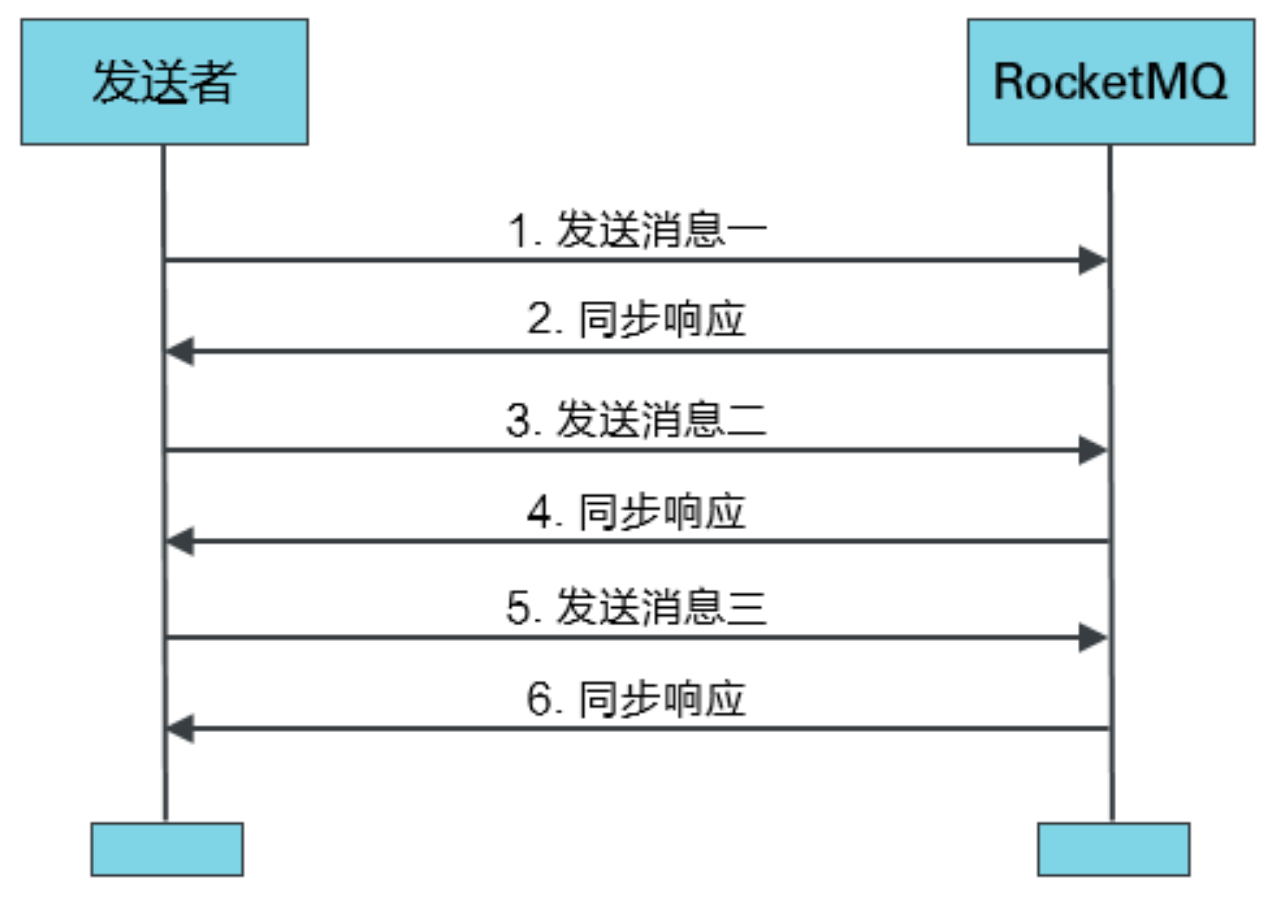 发送者
RocketMQ
1. 发送消息一
2. 同步响应
3. 发送消息二
4. 同步响应
5. 发送消息三
6. 同步响应